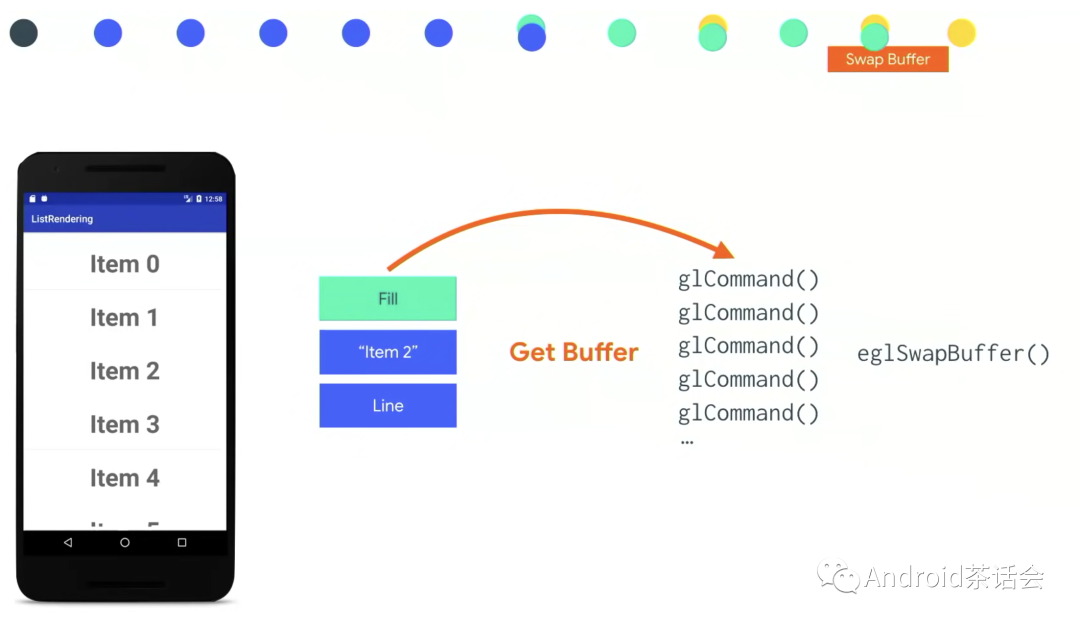 Swap Buffer
12:58
ListRendering
Item 0
Item 1
Item 2
Item 3
Item 4
Fill
“Item 2”
Line
Get Buffer
glCommand()
glCommand()
glCommand()
glCommand()
glCommand()
…
eglSwapBuffer()
Android茶话会